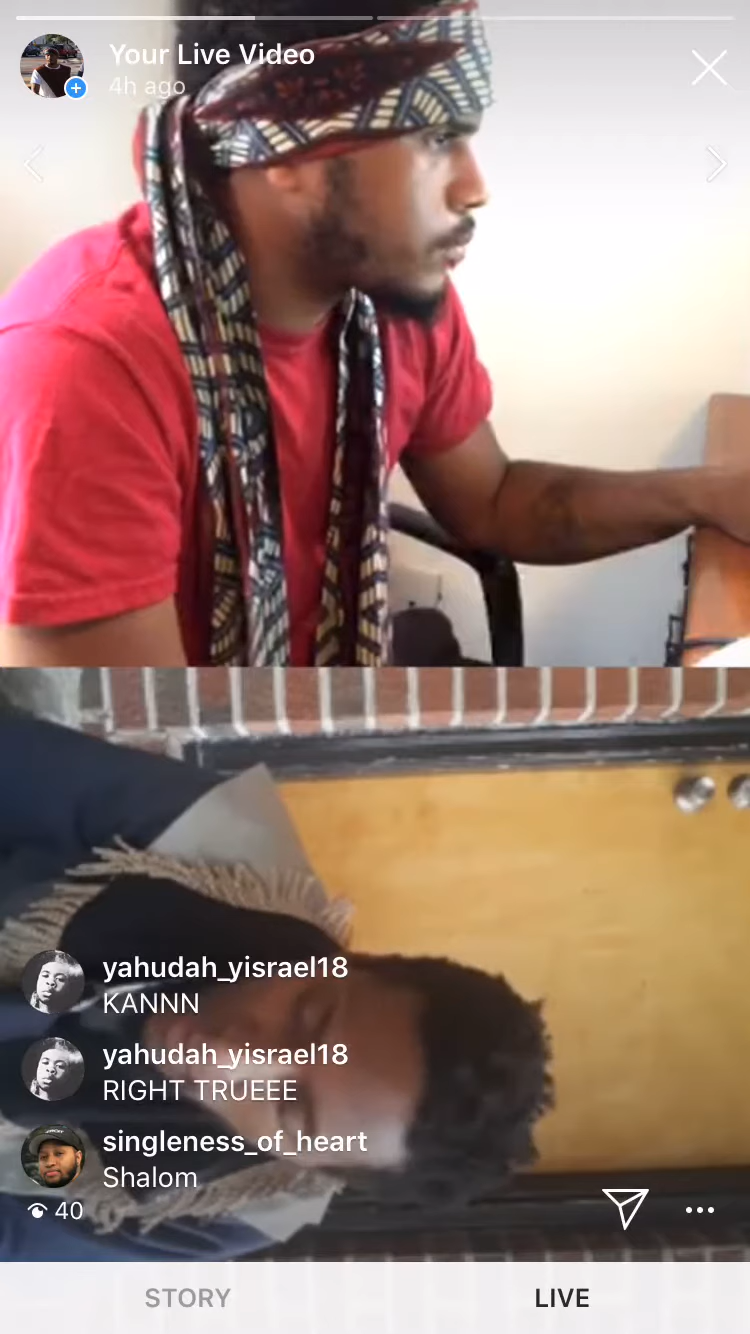 Your Live Video
4h ago
yahudah_yisrael18
KANNN
yahudah_yisrael18
RIGHT TRUEEE
singleness_of_heart
Shalom
40
STORY
LIVE